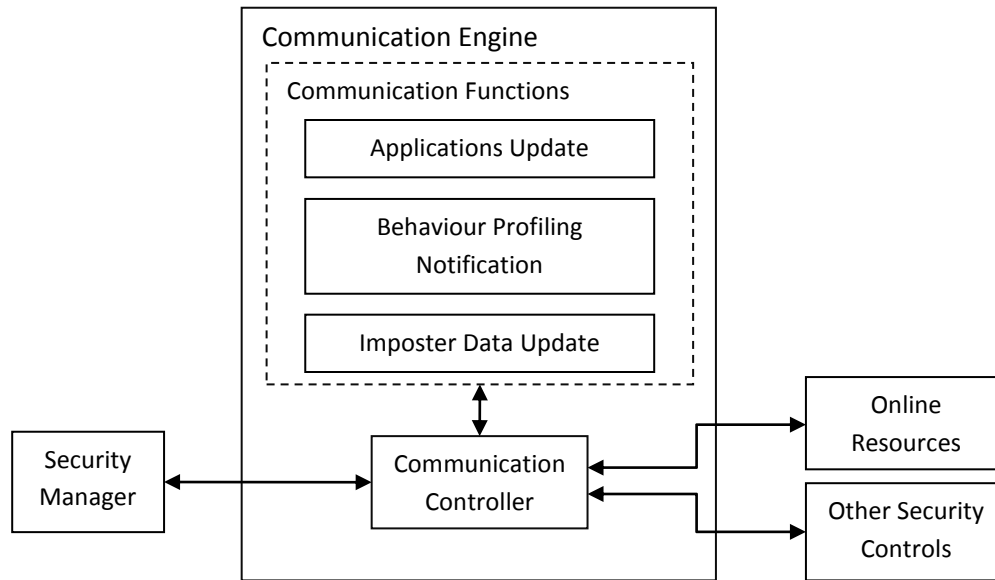 Communication Engine
Communication Functions
Applications Update
Behaviour Profiling
Notification
Imposter Data Update
Security
Manager
Communication
Controller
Online
Resources
Other Security
Controls